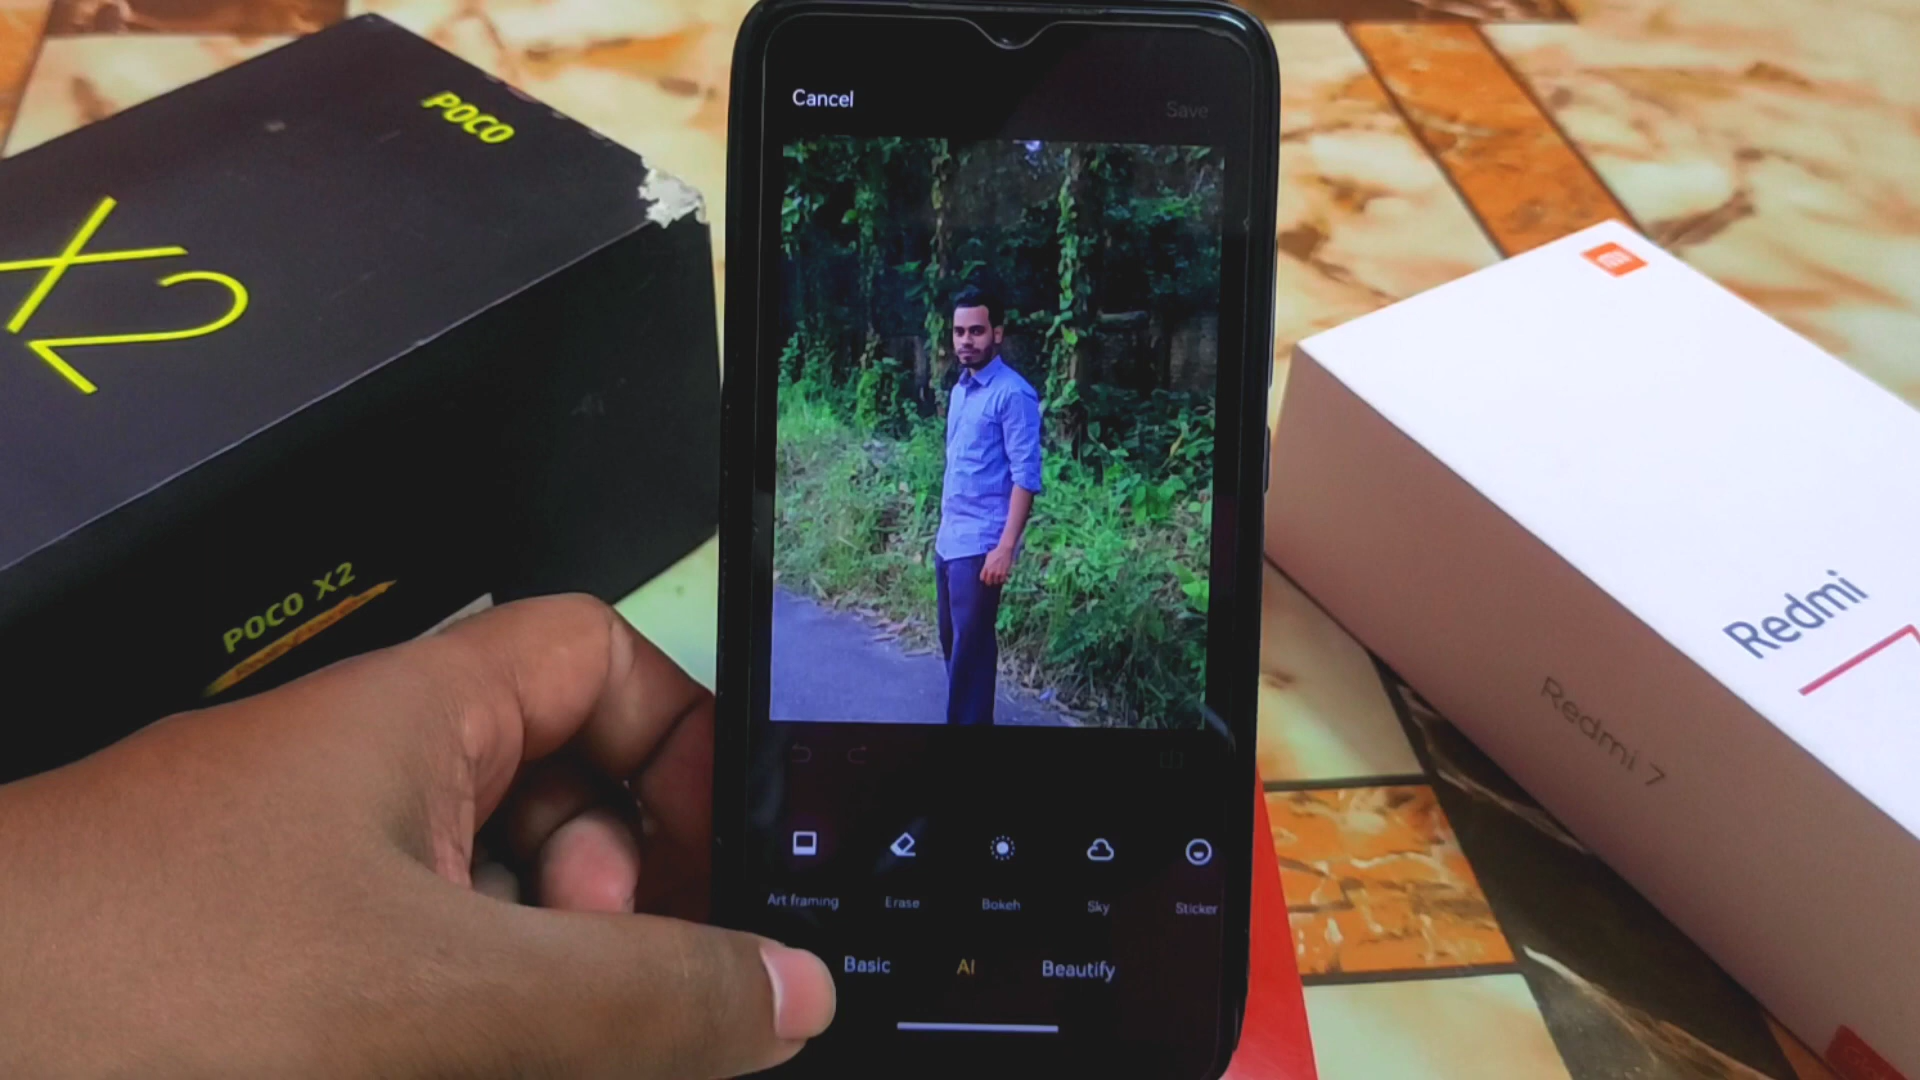 POCO
X2
POCO X2
Cancel
Save
Art framing
Erase
Bokeh
Sky
Sticker
Basic
AI
Beautify
mi
Redmi
7
Redmi 7